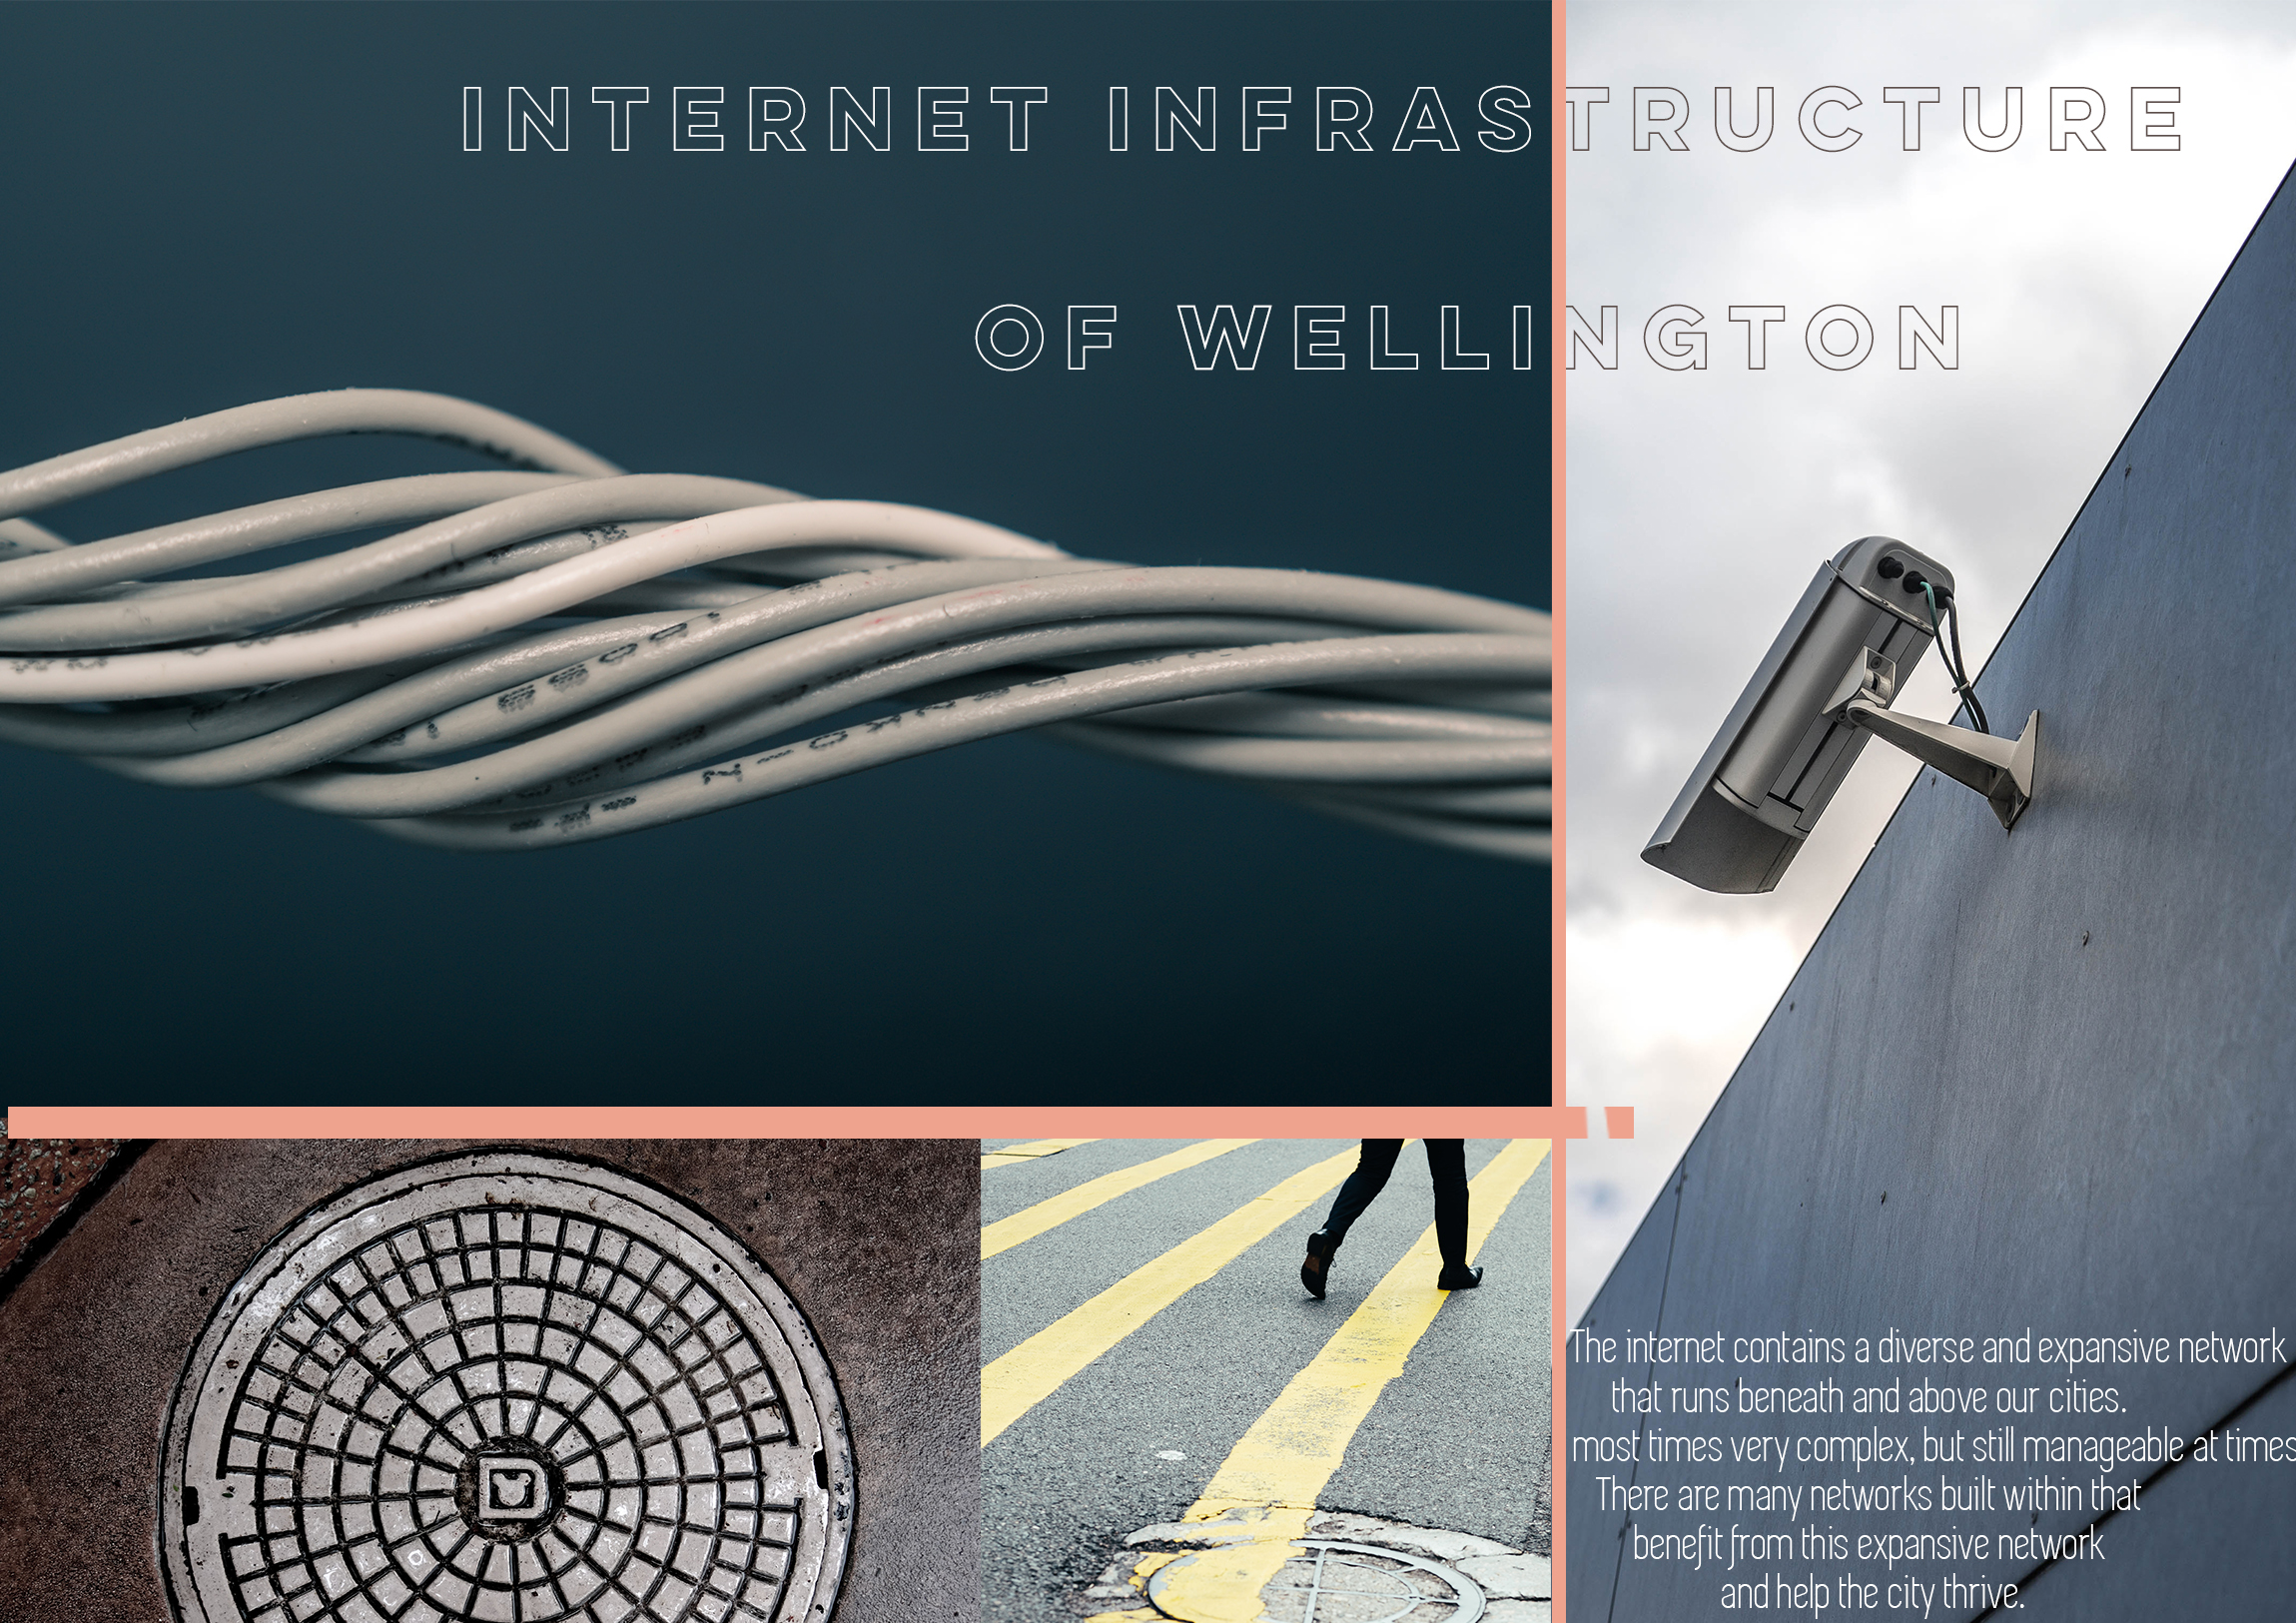 INTERNET INFRASTRUCTURE
OF WELLINGTON
The internet contains a diverse and expansive network
that runs beneath and above our cities.
most times very complex, but still manageable at times
There are many networks built within that
benefit from this expansive network
and help the city thrive.